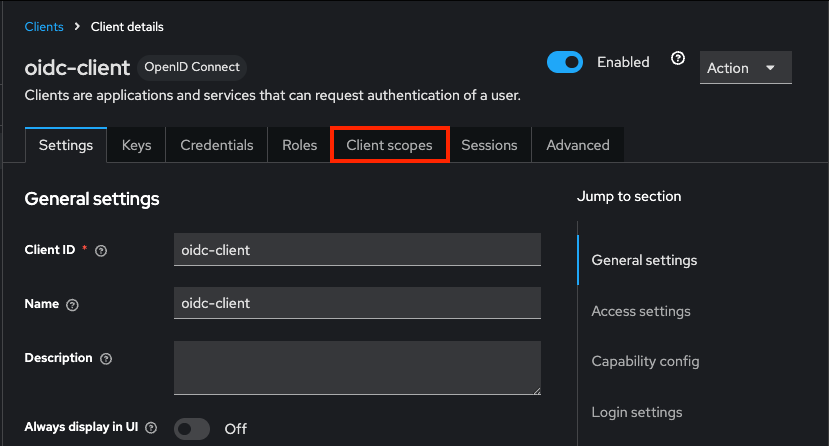 Clients > Client details
oidc-client OpenID Connect Enabled Action
Clients are applications and services that can request authentication of a user.
Settings Keys Credentials Roles Client scopes Sessions Advanced
General settings
Client ID * oidc-client
Name oidc-client
Description
Always display in UI Off
Jump to section
General settings
Access settings
Capability config
Login settings